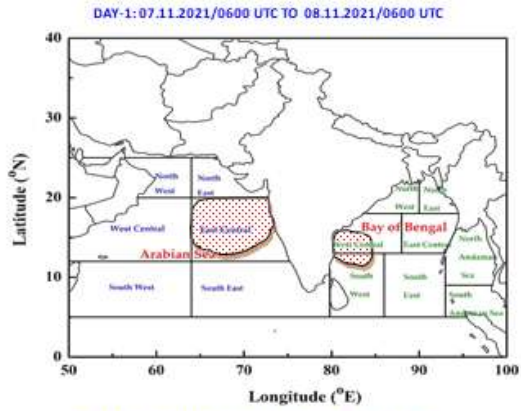 DAY-1: 07.11.2021/0600 UTC TO 08.11.2021/0600 UTC
40
30
20
10
0
Latitude (°N)
North
West
North
East
West Central
East Central
Arabian Sea
South West
South East
North
West
North
East
Bay of Bengal
West Central
East Central
South
West
South
East
North
Andaman
Sea
South
Andaman Sea
50 60 70 80 90 100
Longitude (°E)